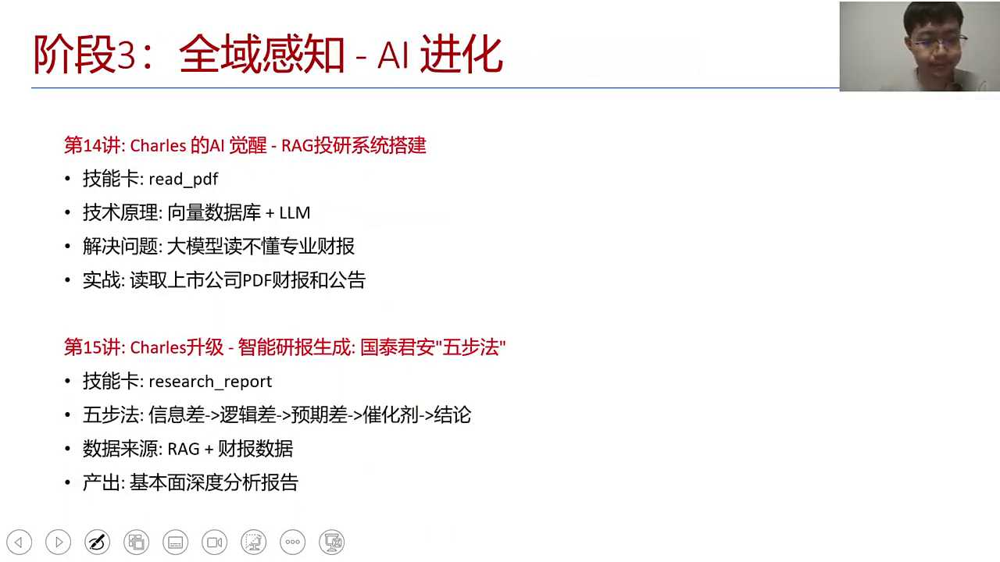 阶段3：全域感知 - AI 进化
第14讲: Charles 的AI 觉醒 - RAG投研系统搭建
• 技能卡: read_pdf
• 技术原理: 向量数据库 + LLM
• 解决问题: 大模型读不懂专业财报
• 实战: 读取上市公司PDF财报和公告
第15讲: Charles升级 - 智能研报生成: 国泰君安"五步法"
• 技能卡: research_report
• 五步法: 信息差->逻辑差->预期差->催化剂->结论
• 数据来源: RAG + 财报数据
• 产出: 基本面深度分析报告